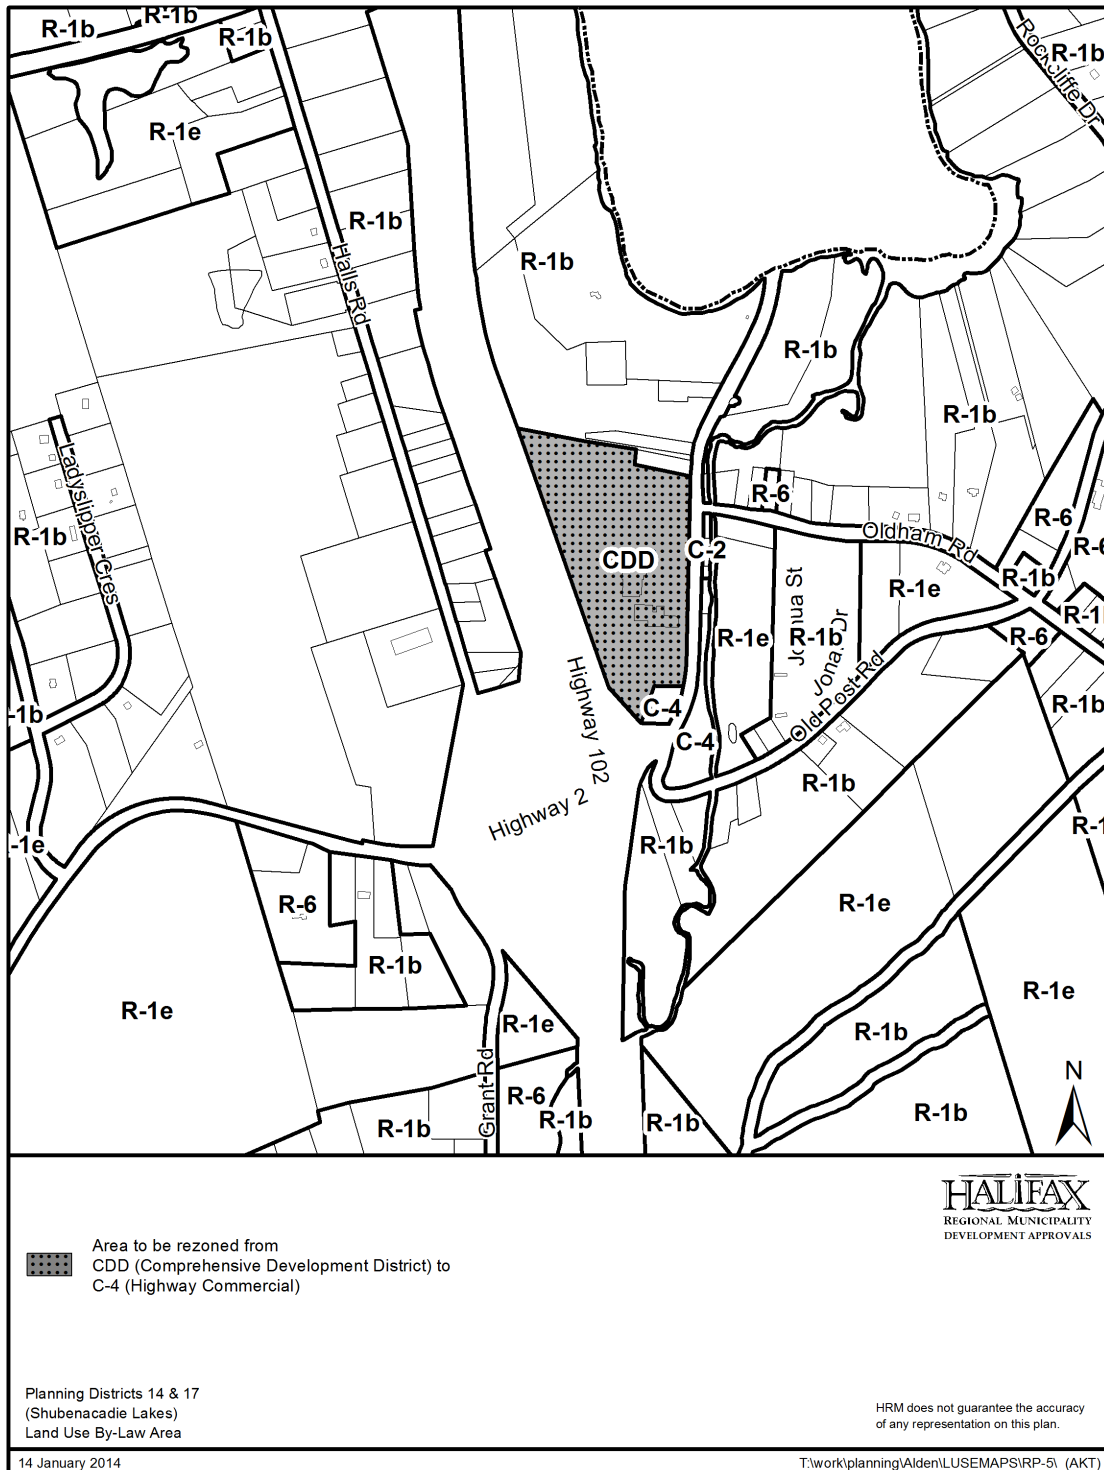 R-1b
R-1b
R-1b
Rockcliffe Dr
R-1b
R-1e
R-1b
Halls Rd
R-1b
R-1b
R-1b
Ladyslipper Cres
R-1b
R-6
R-6
Oldham Rd
R-6
CDD
C-2
R-1b
R-1e
Joshua St
R-1e
R-1b
R-6
Old Post Rd
C-4
R-1b
C-4
Highway 102
R-1b
Highway 2
R-1b
R-6
R-1e
R-1b
R-1e
R-1e
R-1e
R-1b
Grant Rd
R-6
R-1b
R-1b
R-1b
R-1b
N
HALIFAX
REGIONAL MUNICIPALITY
DEVELOPMENT APPROVALS
Area to be rezoned from
CDD (Comprehensive Development District) to
C-4 (Highway Commercial)
Planning Districts 14 & 17
(Shubenacadie Lakes)
Land Use By-Law Area
HRM does not guarantee the accuracy
of any representation on this plan.
14 January 2014
T:\work\planning\Alden\LUSEMAPS\RP-5\ (AKT)